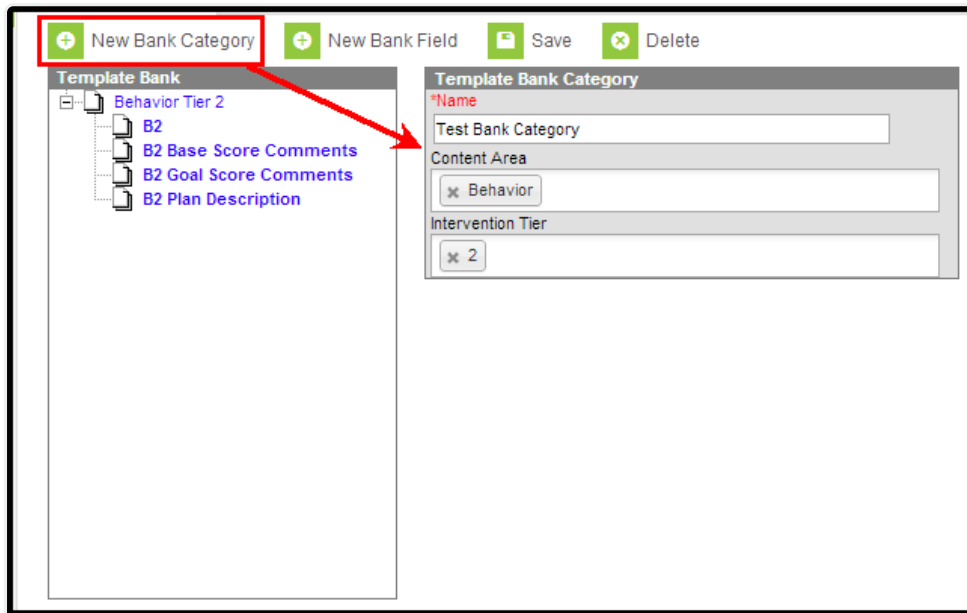 New Bank Category New Bank Field Save Delete
Template Bank
Behavior Tier 2
B2
B2 Base Score Comments
B2 Goal Score Comments
B2 Plan Description
Template Bank Category
*Name
Test Bank Category
Content Area
Behavior
Intervention Tier
2